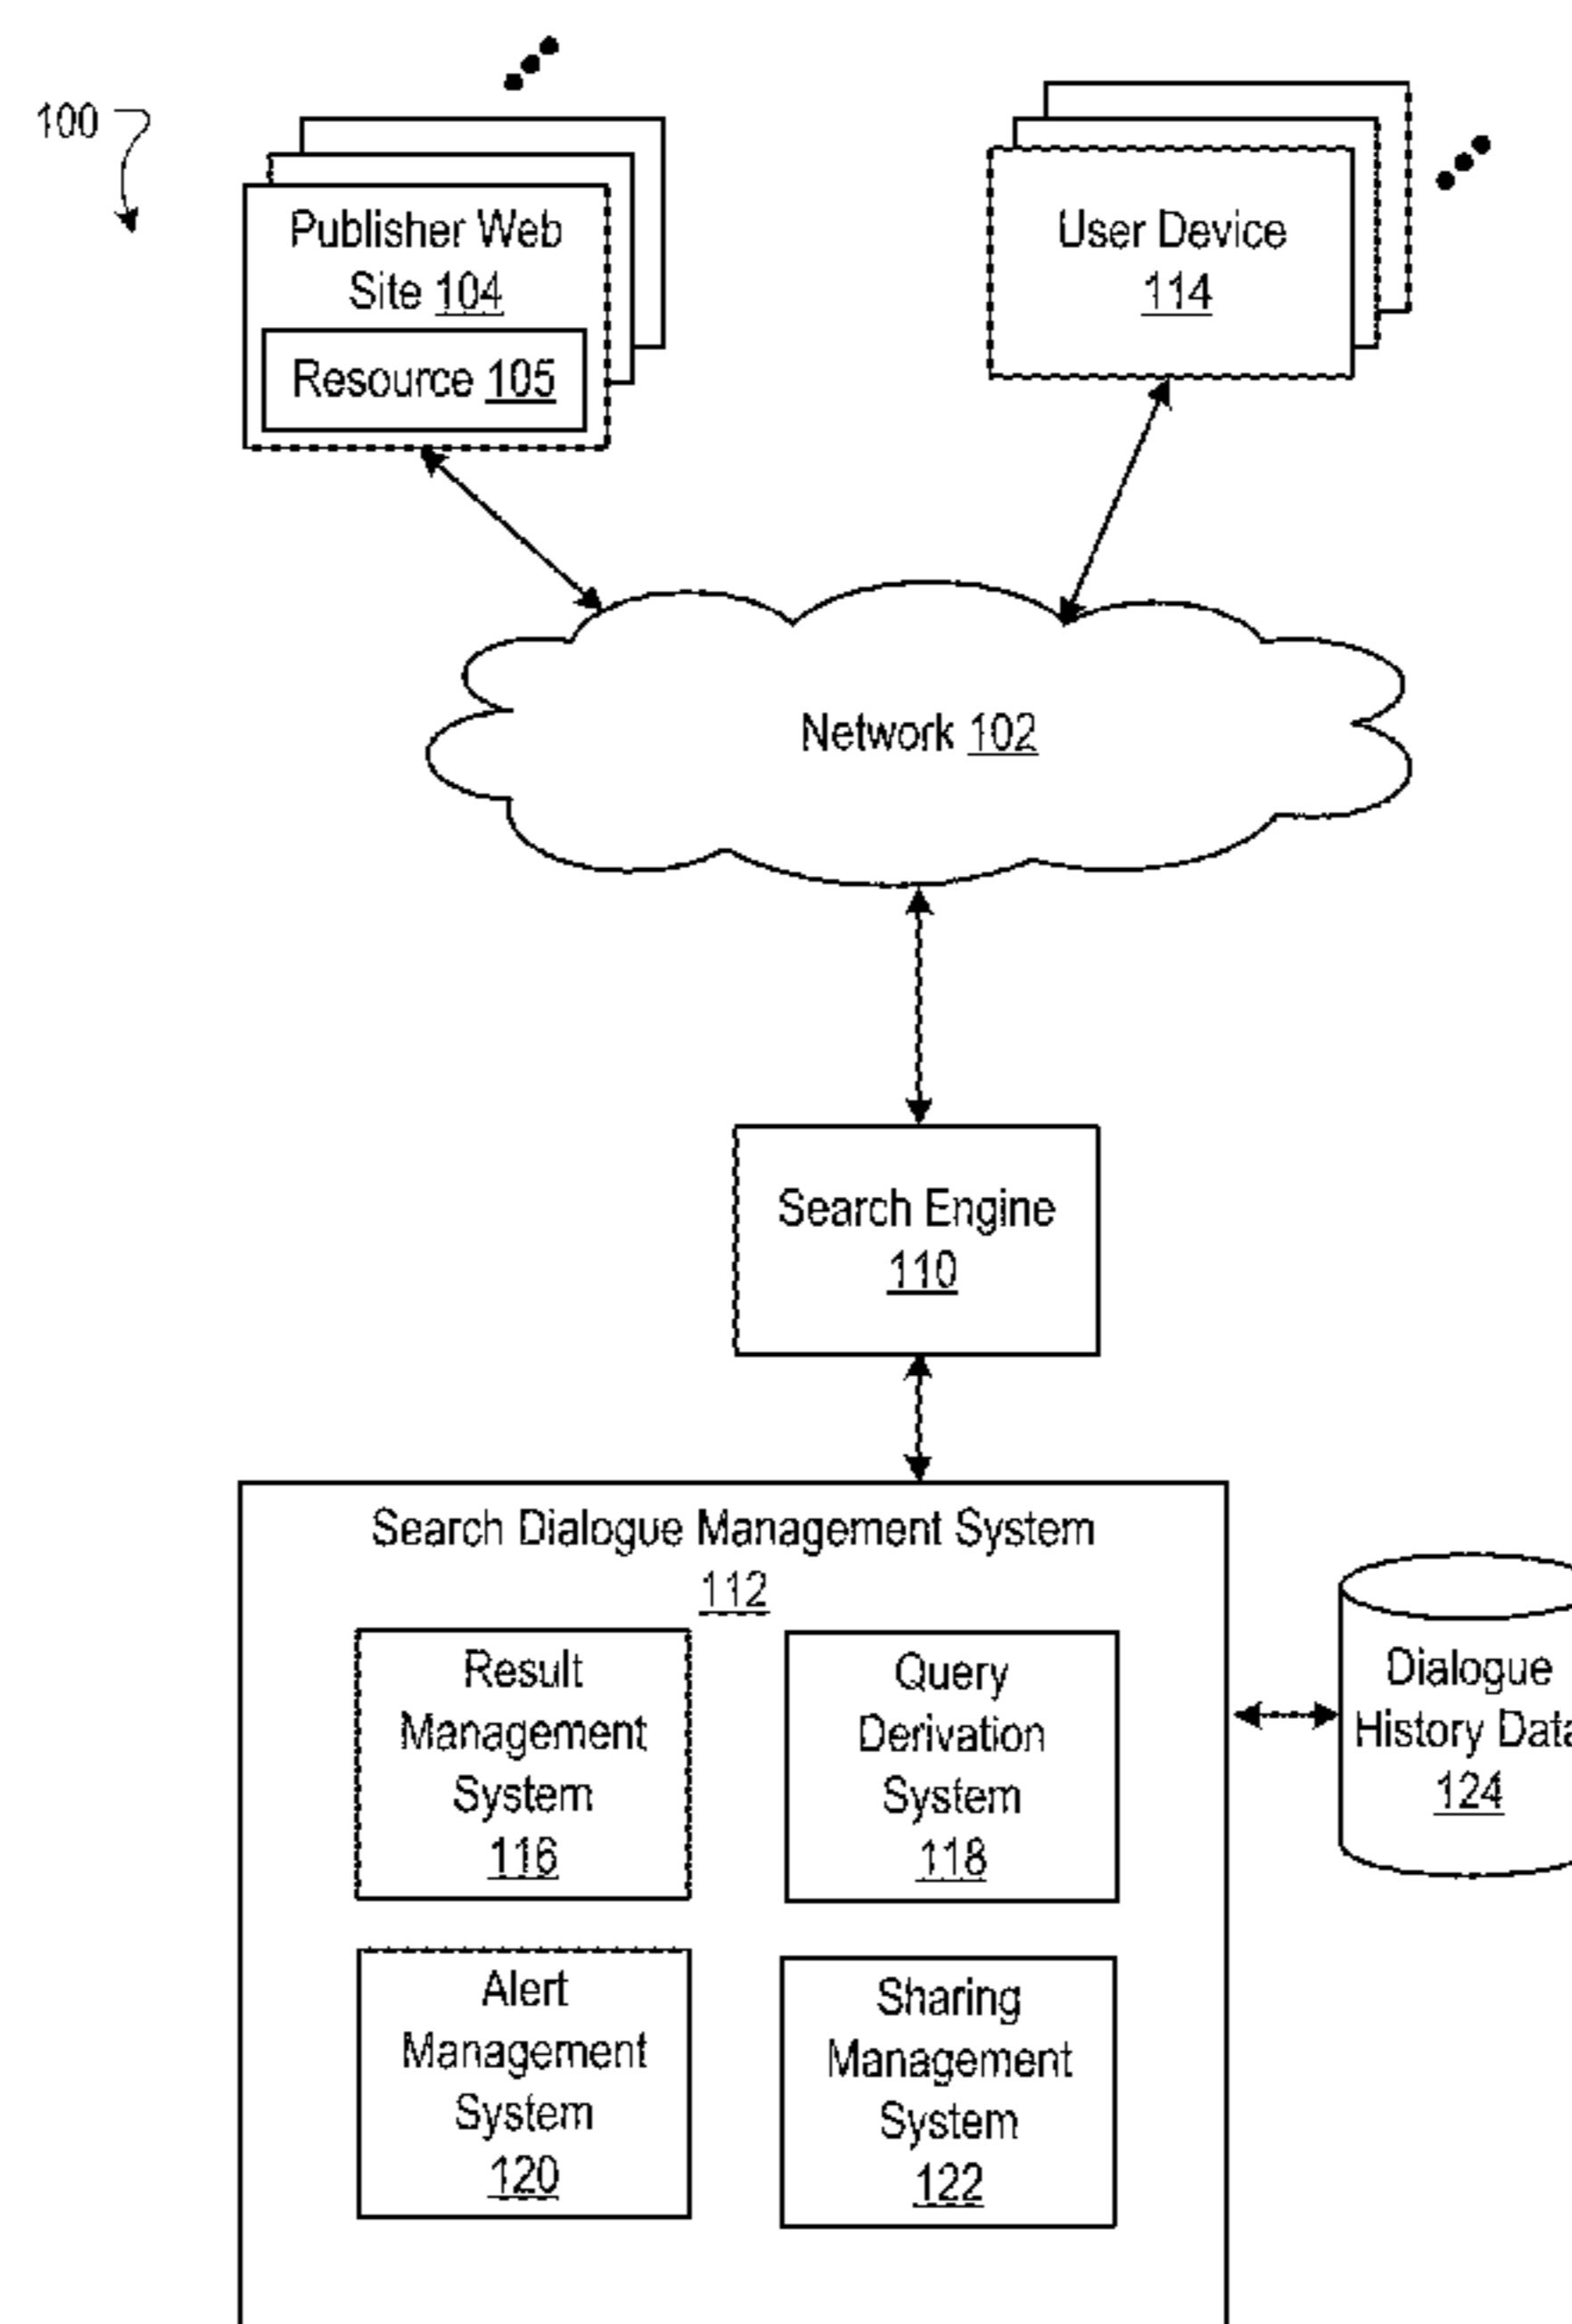 100
Publisher Web
Site 104
Resource 105
User Device
114
Network 102
Search Engine
110
Search Dialogue Management System
112
Result
Management
System
116
Query
Derivation
System
118
Alert
Management
System
120
Sharing
Management
System
122
Dialogue
History Data
124